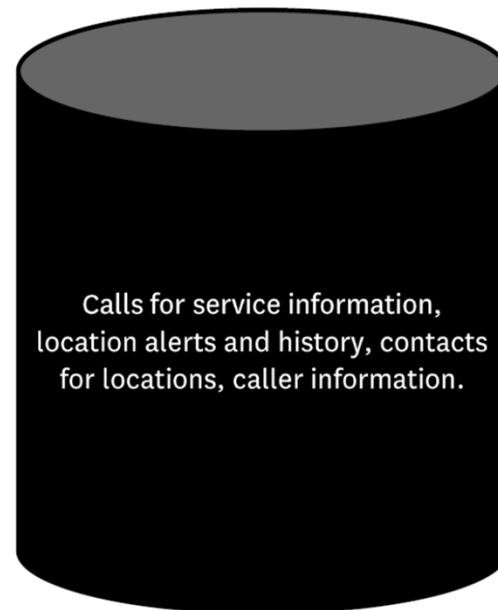 Calls for service information,
location alerts and history, contacts
for locations, caller information.